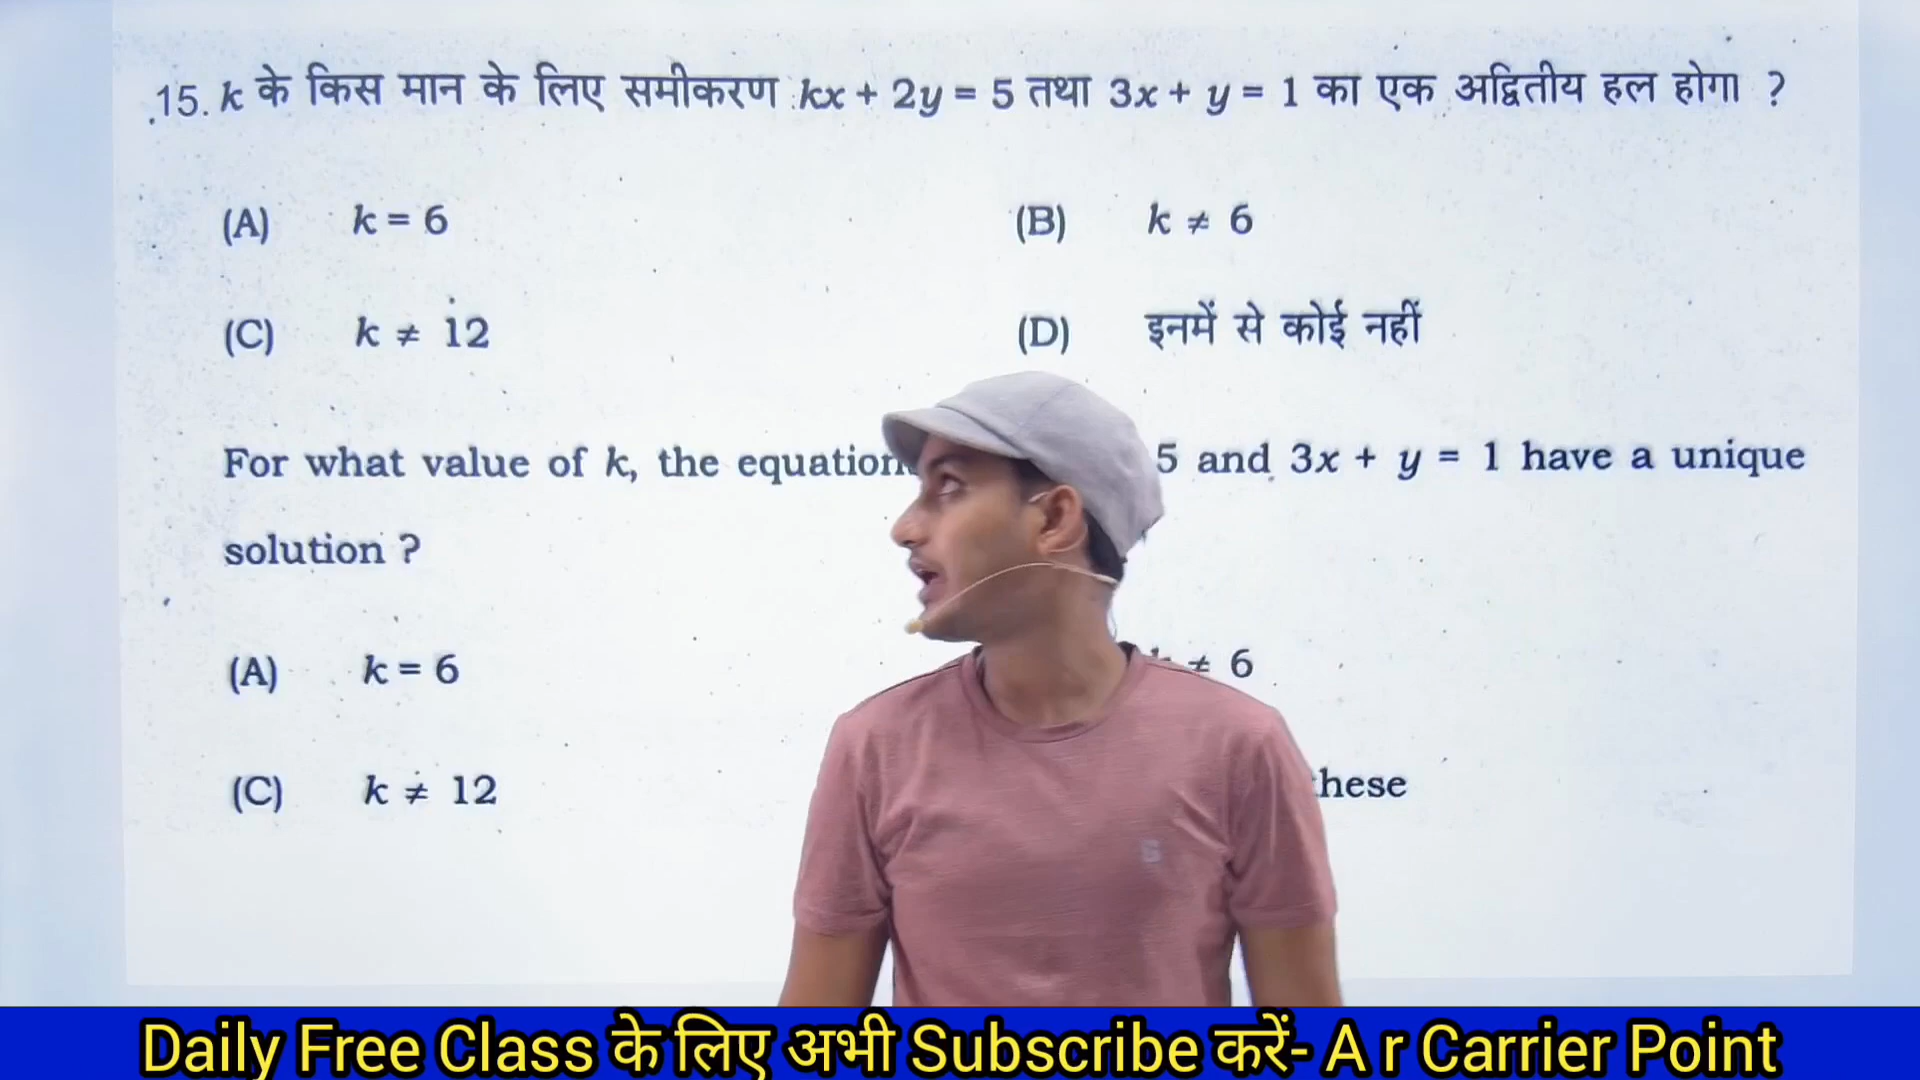 15. k के किस मान के लिए समीकरण kx + 2y = 5 तथा 3x + y = 1 का एक अद्वितीय हल होगा ?
(A) k = 6 (B) k ≠ 6
(C) k ≠ 12 (D) इनमें से कोई नहीं
For what value of k, the equation 5 and 3x + y = 1 have a unique
solution ?
(A) k = 6 ≠ 6
(C) k ≠ 12 these
Daily Free Class के लिए अभी Subscribe करें- A r Carrier Point